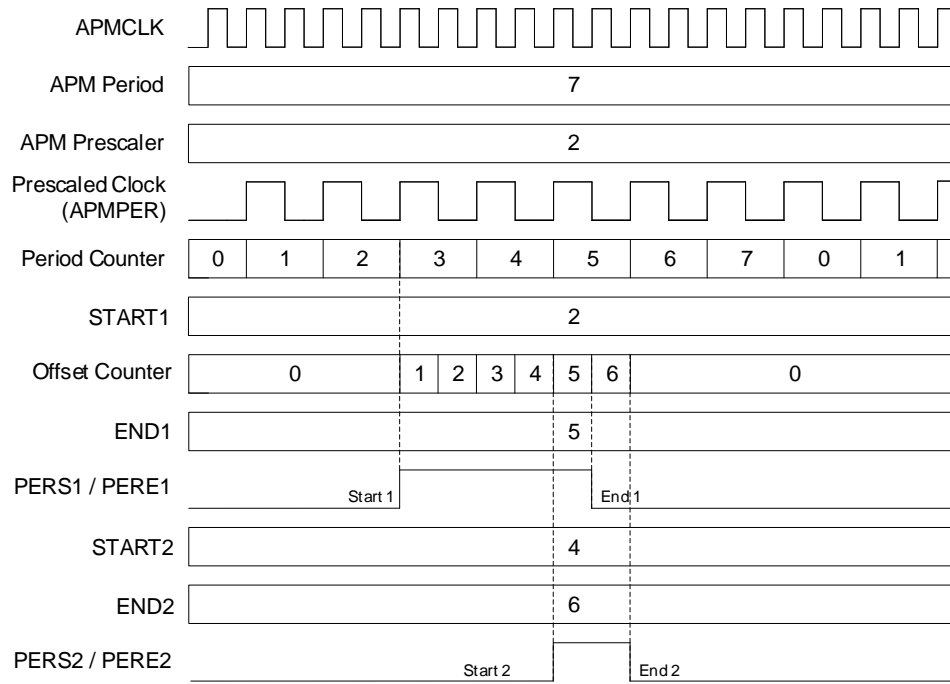 APMCLK
APM Period 7
APM Prescaler 2
Prescaled Clock
(APMPER)
Period Counter 0 1 2 3 4 5 6 7 0 1
START1 2
Offset Counter 0 1 2 3 4 5 6 0
END1 5
PERS1 / PERE1 Start 1 End 1
START2 4
END2 6
PERS2 / PERE2 Start 2 End 2